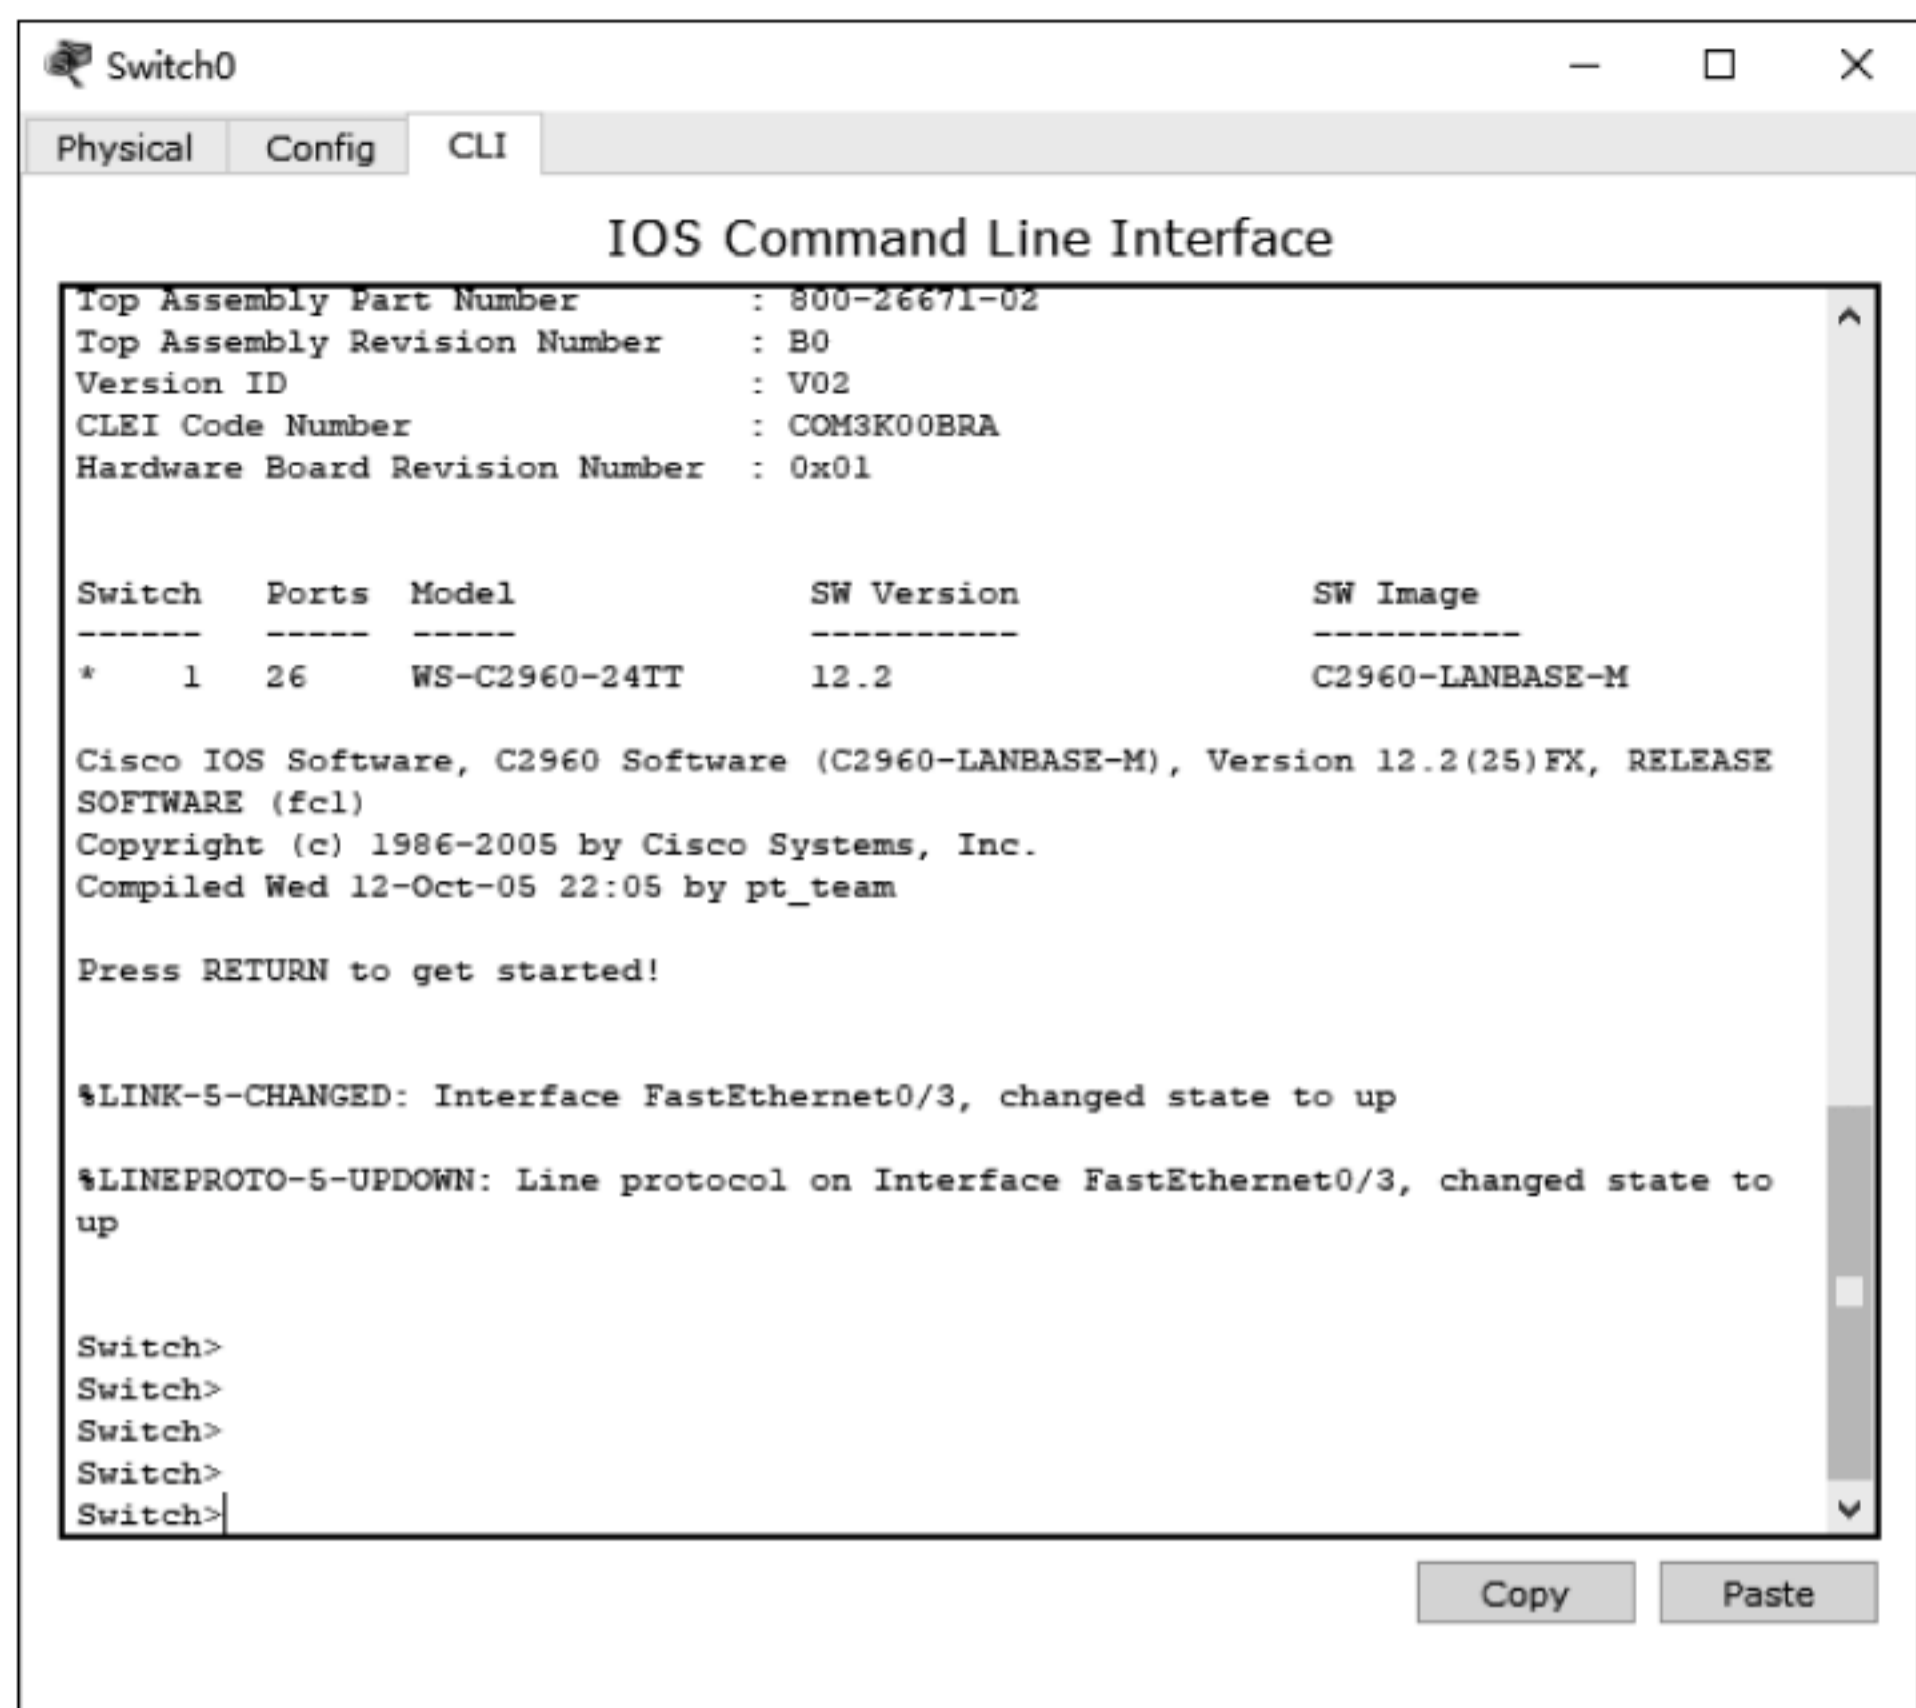 Switch0
Physical Config CLI
IOS Command Line Interface
Top Assembly Part Number : 800-26671-02
Top Assembly Revision Number : B0
Version ID : V02
CLEI Code Number : COM3K00BRA
Hardware Board Revision Number : 0x01
Switch Ports Model SW Version SW Image
------ ----- ----- ---------- ----------
* 1 26 WS-C2960-24TT 12.2 C2960-LANBASE-M
Cisco IOS Software, C2960 Software (C2960-LANBASE-M), Version 12.2(25)FX, RELEASE
SOFTWARE (fc1)
Copyright (c) 1986-2005 by Cisco Systems, Inc.
Compiled Wed 12-Oct-05 22:05 by pt_team
Press RETURN to get started!
%LINK-5-CHANGED: Interface FastEthernet0/3, changed state to up
%LINEPROTO-5-UPDOWN: Line protocol on Interface FastEthernet0/3, changed state to
up
Switch>
Switch>
Switch>
Switch>
Switch>
Copy Paste